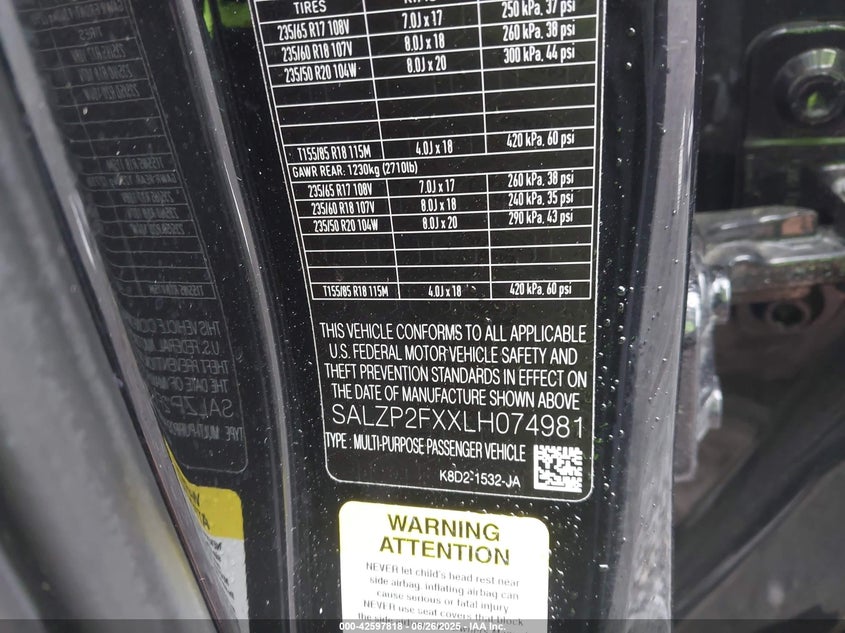 TIRES 250 kPa, 37 psi
235/65 R17 108V 7.0J x 17 260 kPa, 38 psi
235/60 R18 107V 8.0J x 18 300 kPa, 44 psi
235/50 R20 104W 8.0J x 20
T155/85 R18 115M 4.0J x 18 420 kPa, 60 psi
GAWR REAR: 1230kg (2710lb)
235/65 R17 108V 7.0J x 17 260 kPa, 38 psi
235/60 R18 107V 8.0J x 18 240 kPa, 35 psi
235/50 R20 104W 8.0J x 20 290 kPa, 43 psi
T155/85 R18 115M 4.0J x 18 420 kPa, 60 psi
THIS VEHICLE CONFORMS TO ALL APPLICABLE
U.S. FEDERAL MOTOR VEHICLE SAFETY AND
THEFT PREVENTION STANDARDS IN EFFECT ON
THE DATE OF MANUFACTURE SHOWN ABOVE
SALZP2FXXLH074981
TYPE : MULTI-PURPOSE PASSENGER VEHICLE
K8D2-1532-JA
WARNING
ATTENTION
NEVER let child's head rest near
side airbag, inflating airbag can
cause serious or fatal injury
NEVER use seat covers that block
000-42597818 - 06/26/2025 - IAA, Inc.